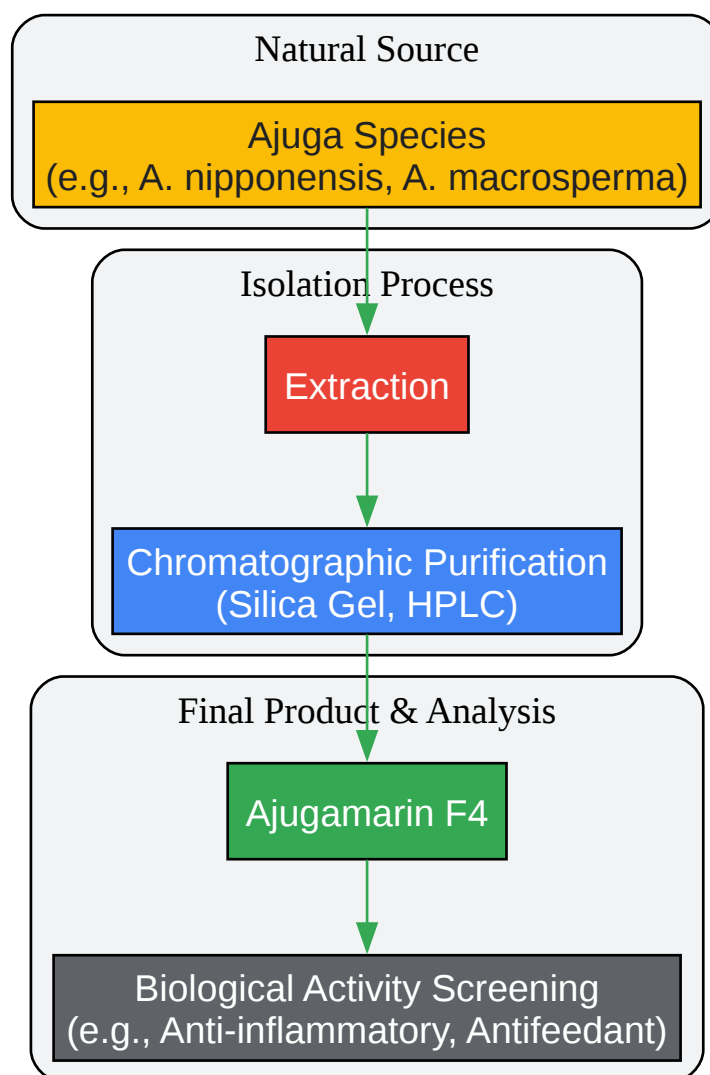 Natural Source
Ajuga Species
(e.g., A. nipponensis, A. macrosperma)
Isolation Process
Extraction
Chromatographic Purification
(Silica Gel, HPLC)
Final Product & Analysis
Ajugamarin F4
Biological Activity Screening
(e.g., Anti-inflammatory, Antifeedant)